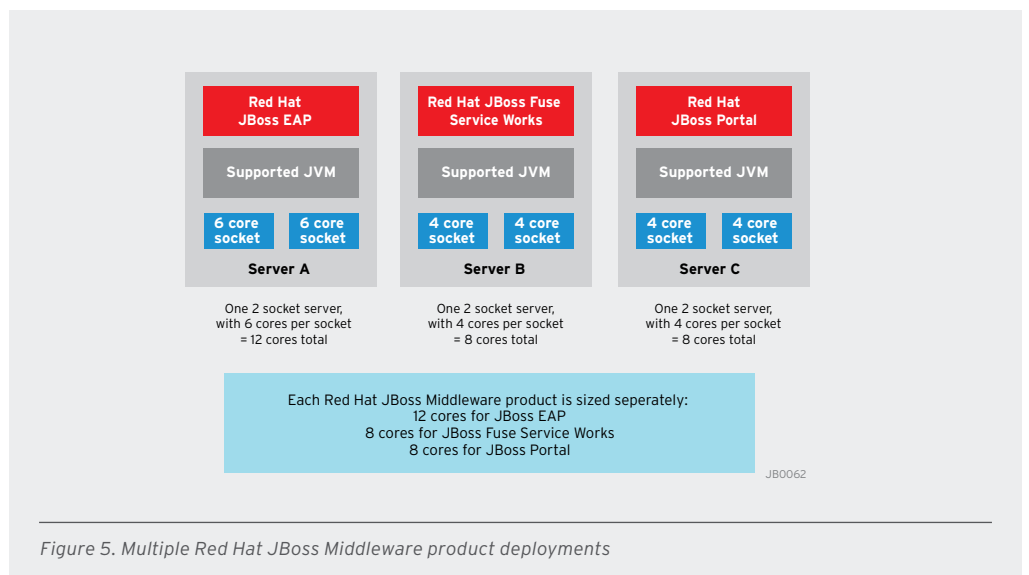 Red Hat
JBoss EAP
Supported JVM
6 core
socket
6 core
socket
Server A
One 2 socket server,
with 6 cores per socket
= 12 cores total
Red Hat JBoss Fuse
Service Works
Supported JVM
4 core
socket
4 core
socket
Server B
One 2 socket server,
with 4 cores per socket
= 8 cores total
Red Hat
JBoss Portal
Supported JVM
4 core
socket
4 core
socket
Server C
One 2 socket server,
with 4 cores per socket
= 8 cores total
Each Red Hat JBoss Middleware product is sized seperately:
12 cores for JBoss EAP
8 cores for JBoss Fuse Service Works
8 cores for JBoss Portal
JB0062
Figure 5. Multiple Red Hat JBoss Middleware product deployments